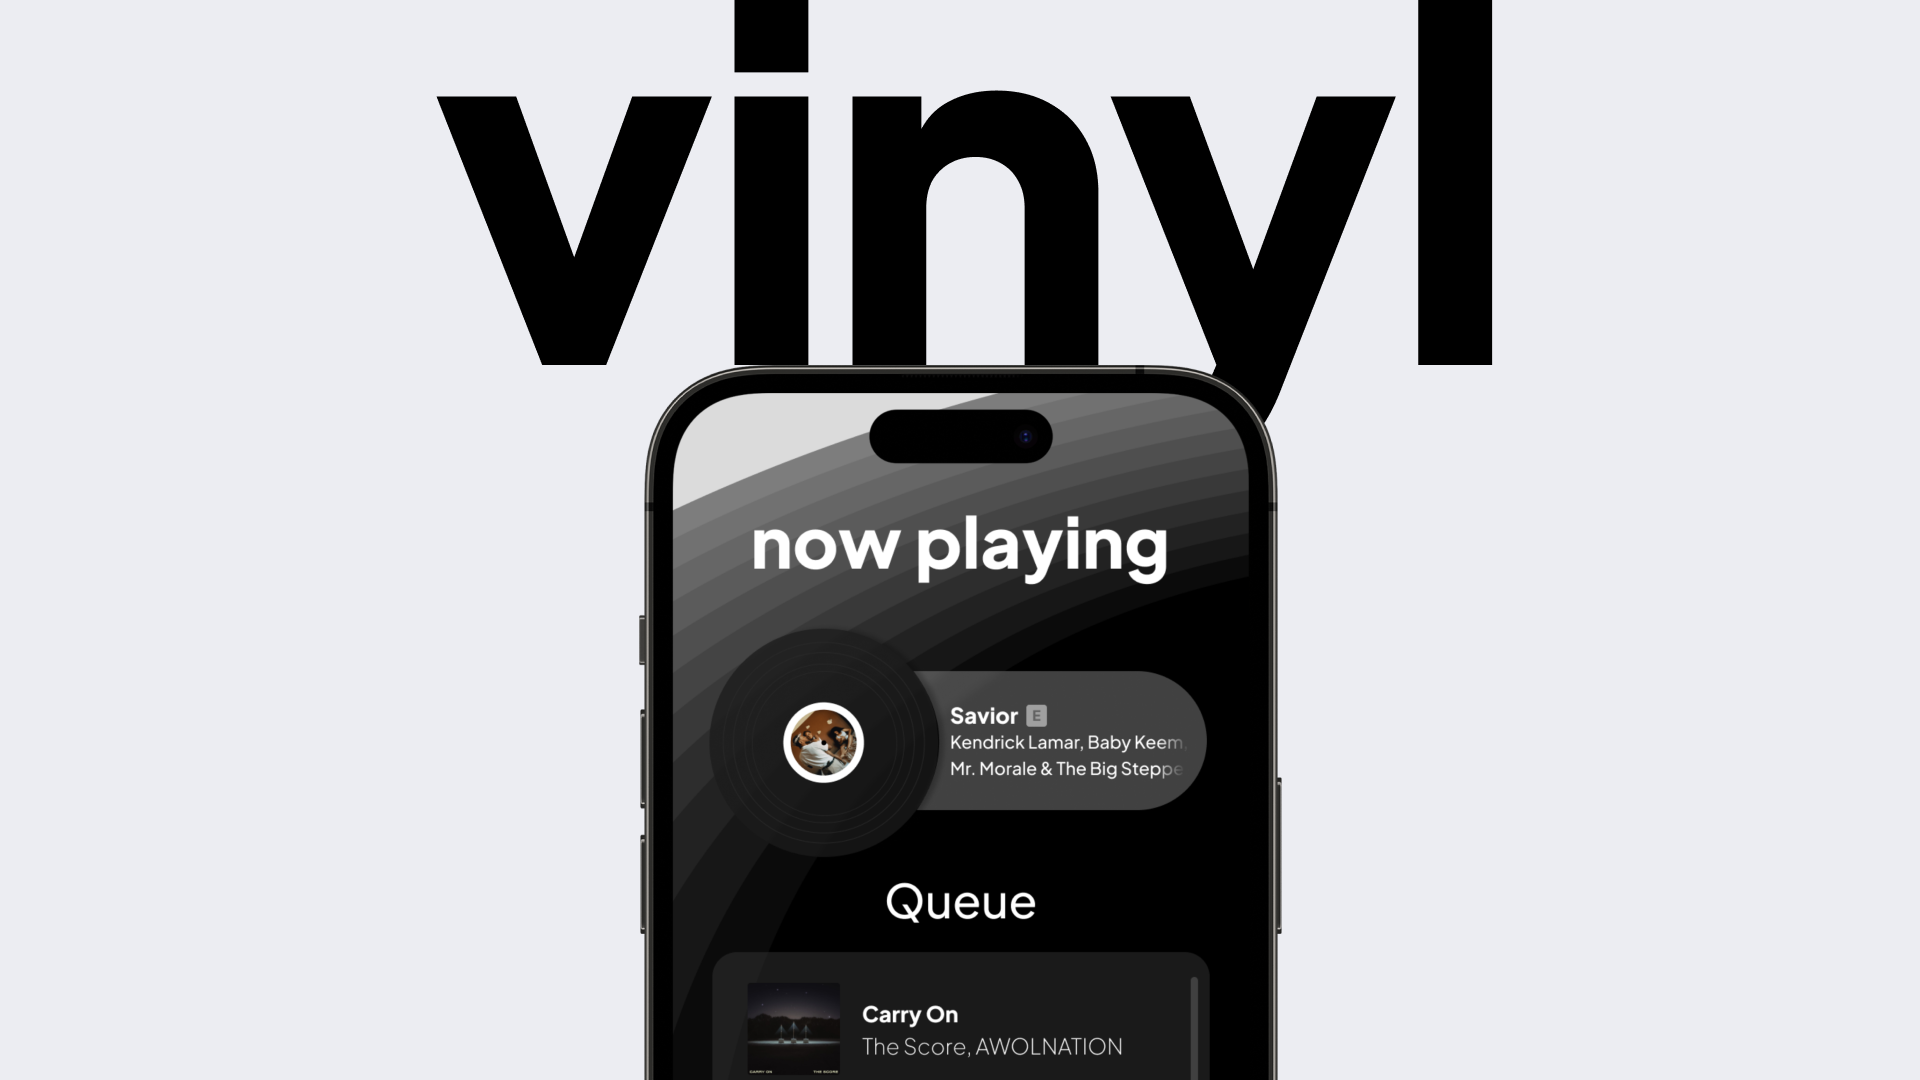 vinyl
now playing
Savior E
Kendrick Lamar, Baby Keem,
Mr. Morale & The Big Steppe
Queue
Carry On
The Score, AWOLNATION
CARRY ON THE SCORE